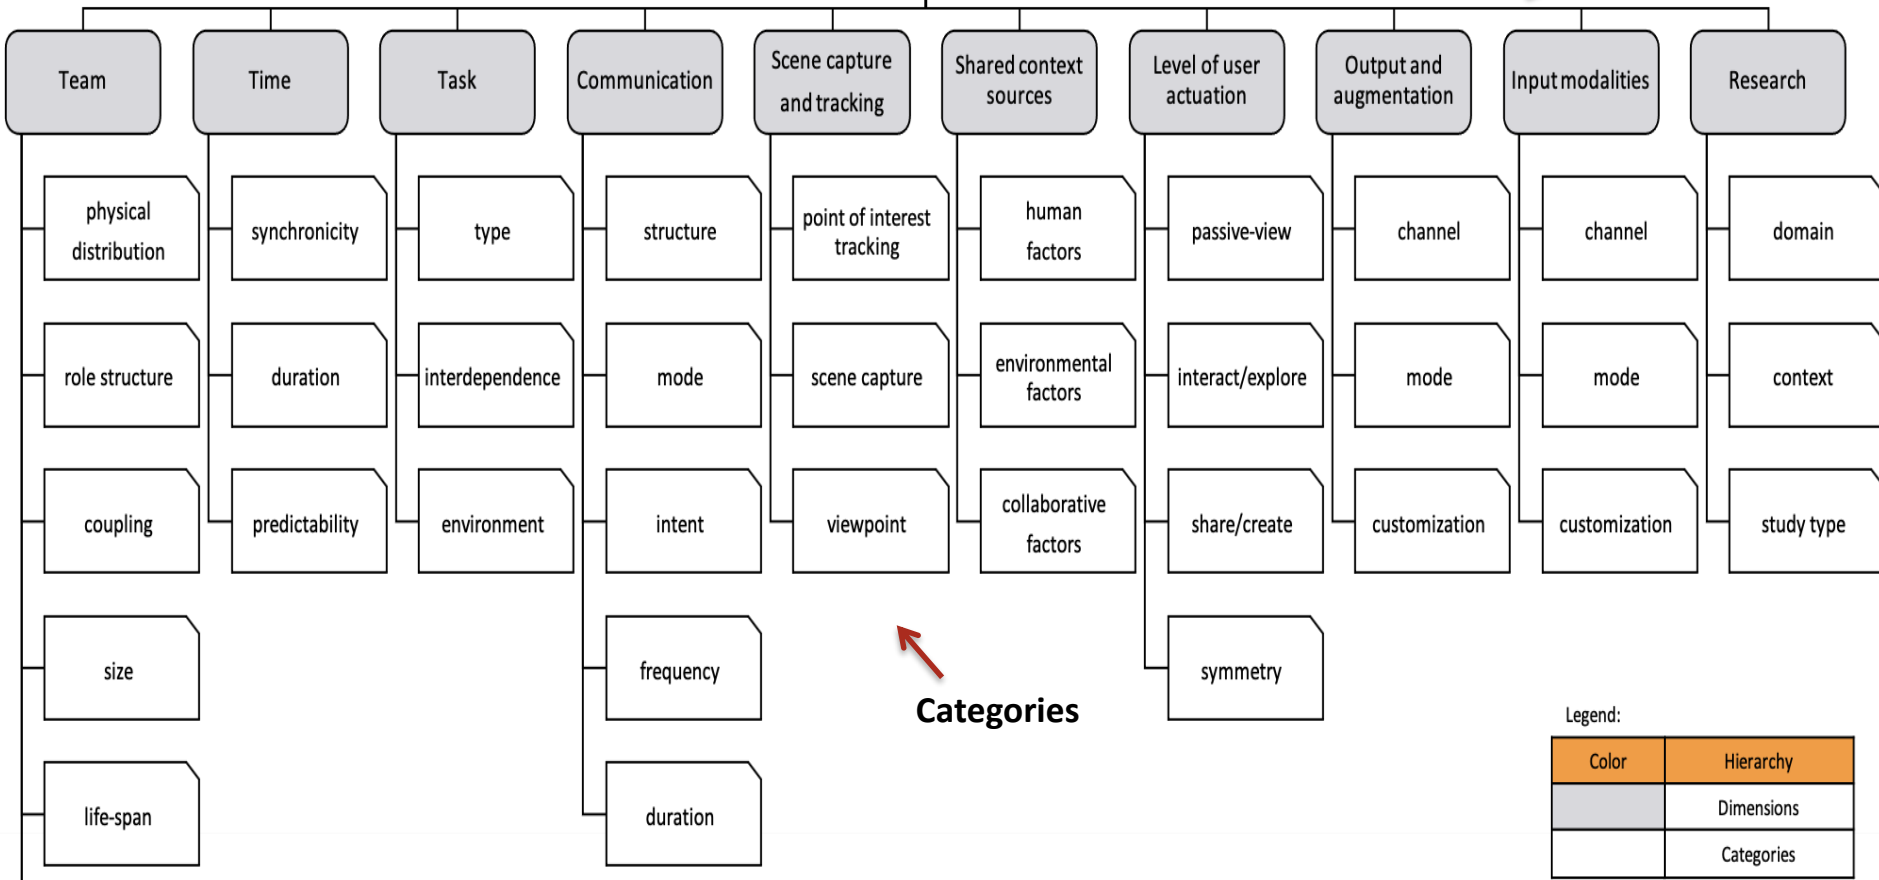 Team
Time
Task
Communication
Scene capture
and tracking
Shared context
sources
Level of user
actuation
Output and
augmentation
Input modalities
Research
physical
distribution
synchronicity
type
structure
point of interest
tracking
human
factors
passive-view
channel
channel
domain
role structure
duration
interdependence
mode
scene capture
environmental
factors
interact/explore
mode
mode
context
coupling
predictability
environment
intent
viewpoint
collaborative
factors
share/create
customization
customization
study type
size
frequency
symmetry
Categories
life-span
duration
Legend:
Color
Hierarchy
Dimensions
Categories